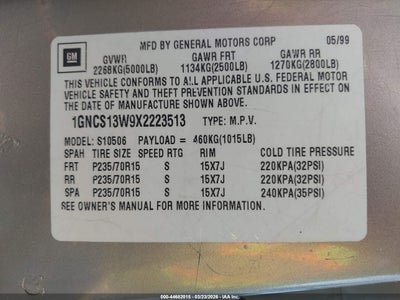 MFD BY GENERAL MOTORS CORP 05/99
GM
GVWR GAWR FRT GAWR RR
2268KG(5000LB) 1134KG(2500LB) 1270KG(2800LB)
THIS VEHICLE CONFORMS TO ALL APPLICABLE U.S. FEDERAL MOTOR
VEHICLE SAFETY AND THEFT PREVENTION STANDARDS IN EFFECT
ON THE DATE OF MANUFACTURE SHOWN ABOVE.
1GNCS13W9X2223513 TYPE: M.P.V.
MODEL: S10506 PAYLOAD = 460KG(1015LB)
SPAH TIRE SIZE SPEED RTG RIM COLD TIRE PRESSURE
FRT P235/70R15 S 15X7J 220KPA(32PSI)
RR P235/70R15 S 15X7J 220KPA(32PSI)
SPA P235/70R15 S 15X7J 240KPA(35PSI)
SEE OWNER'S MANUAL FOR MORE INFORMATION.
000-44682015 - 03/23/2026 - IAA